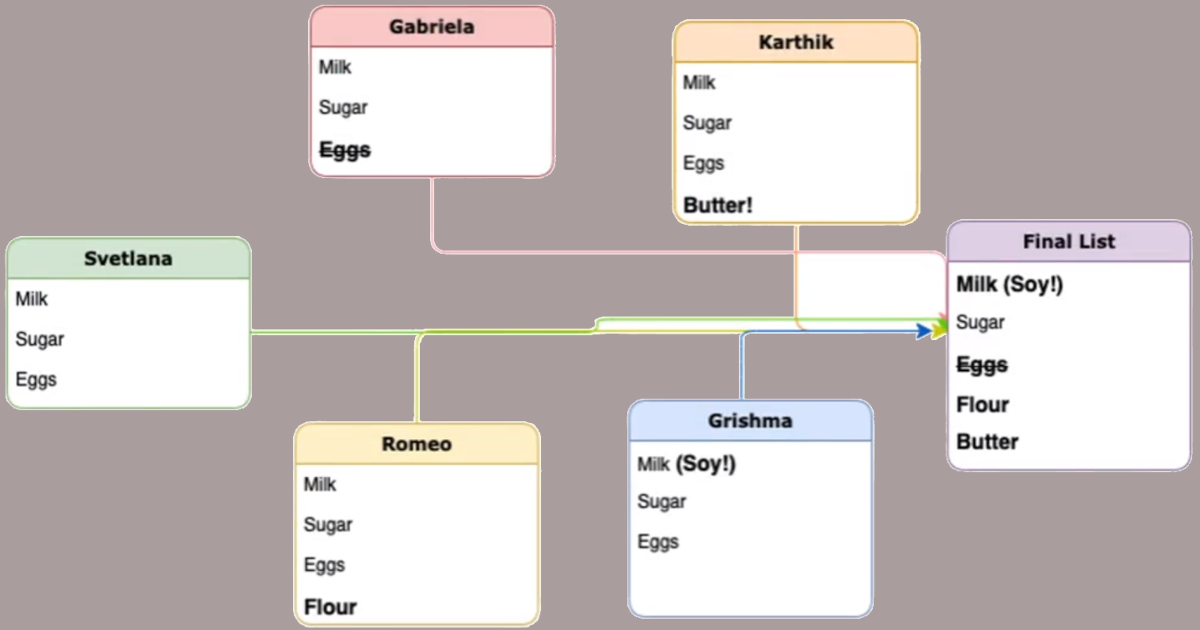 Gabriela
Milk
Sugar
Eggs
Karthik
Milk
Sugar
Eggs
Butter!
Svetlana
Milk
Sugar
Eggs
Final List
Milk (Soy!)
Sugar
Eggs
Flour
Butter
Romeo
Milk
Sugar
Eggs
Flour
Grishma
Milk (Soy!)
Sugar
Eggs